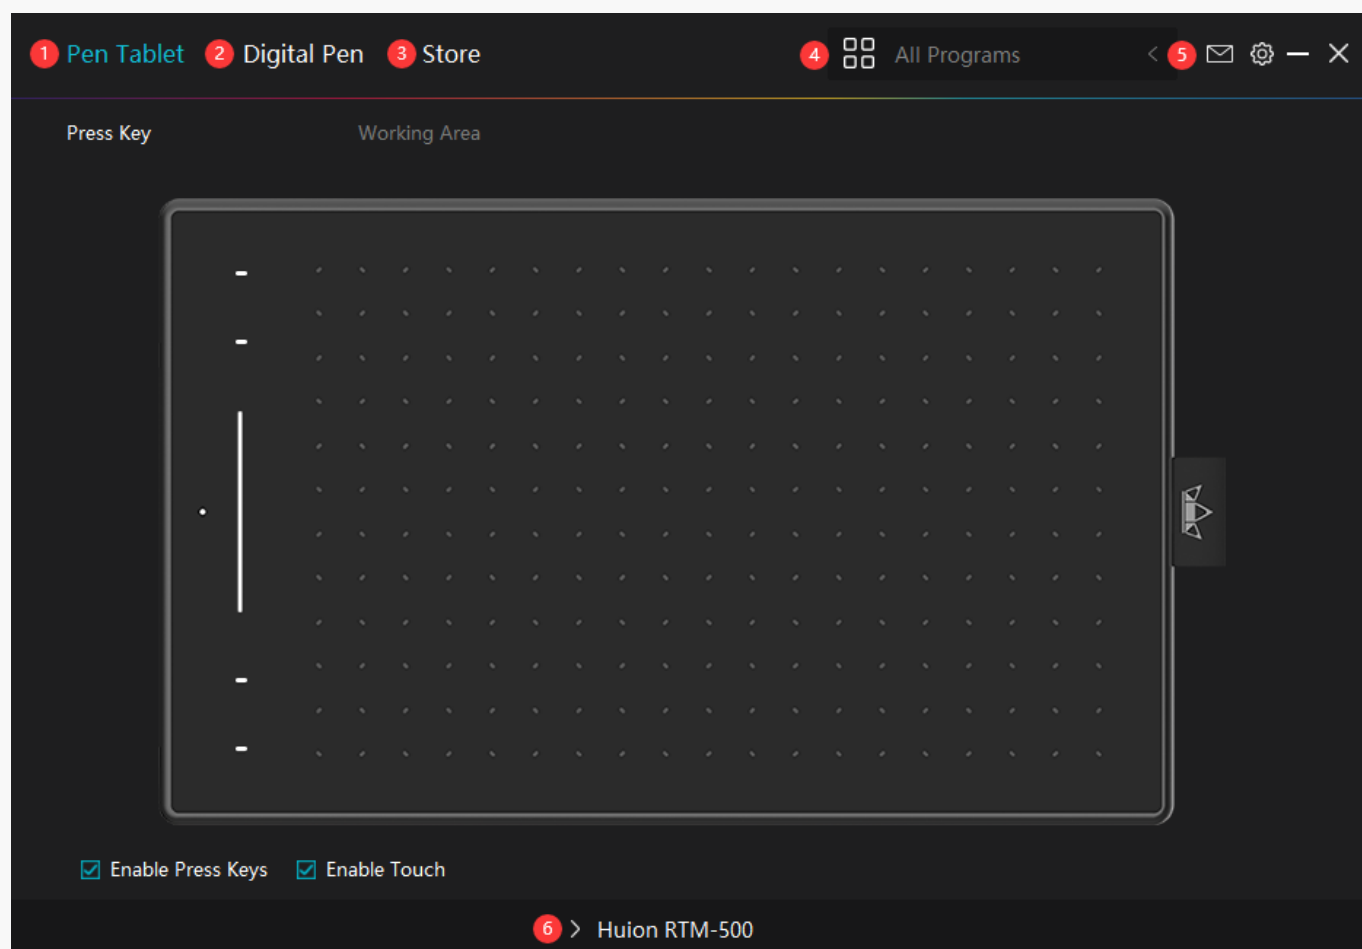 1 Pen Tablet 2 Digital Pen 3 Store 4 All Programs 5
Press Key Working Area
Enable Press Keys Enable Touch
6 Huion RTM-500